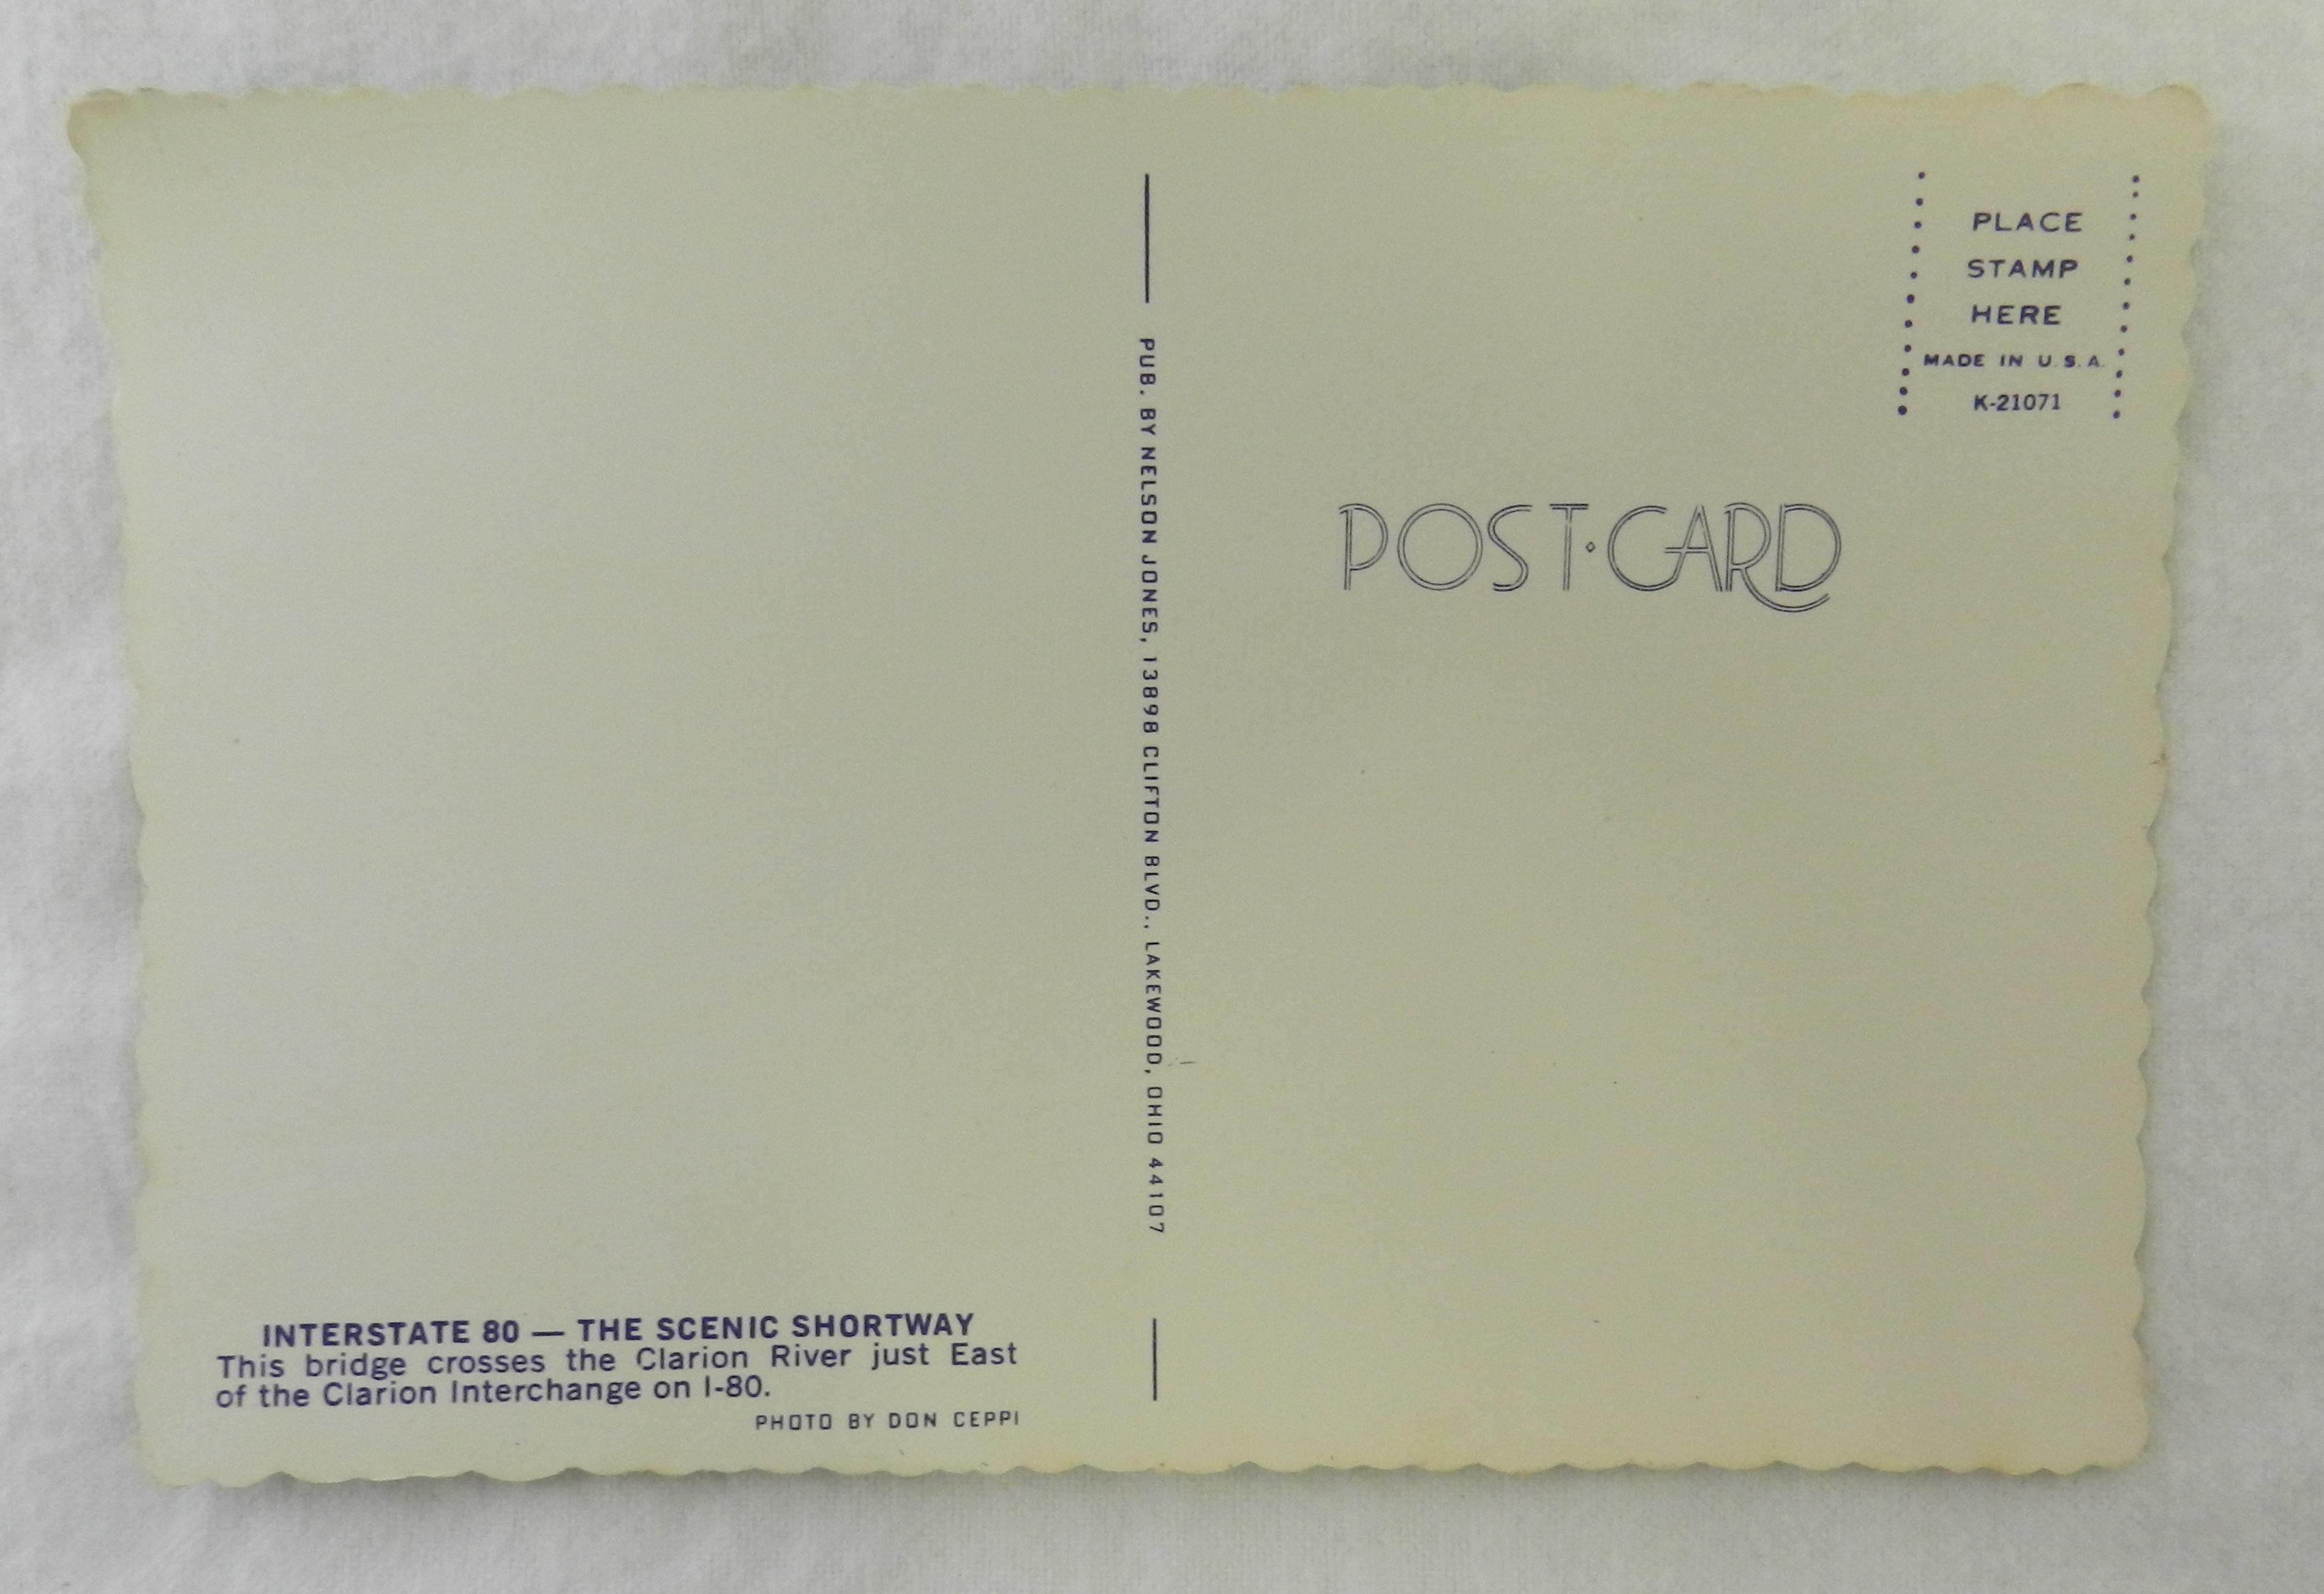 INTERSTATE 80 — THE SCENIC SHORTWAY
This bridge crosses the Clarion River just East
of the Clarion Interchange on I-80.
PHOTO BY DON CEPPI
PUB. BY NELSON JONES, 13898 CLIFTON BLVD., LAKEWOOD, OHIO 44107
PLACE
STAMP
HERE
MADE IN U.S.A.
K-21071
POST·CARD